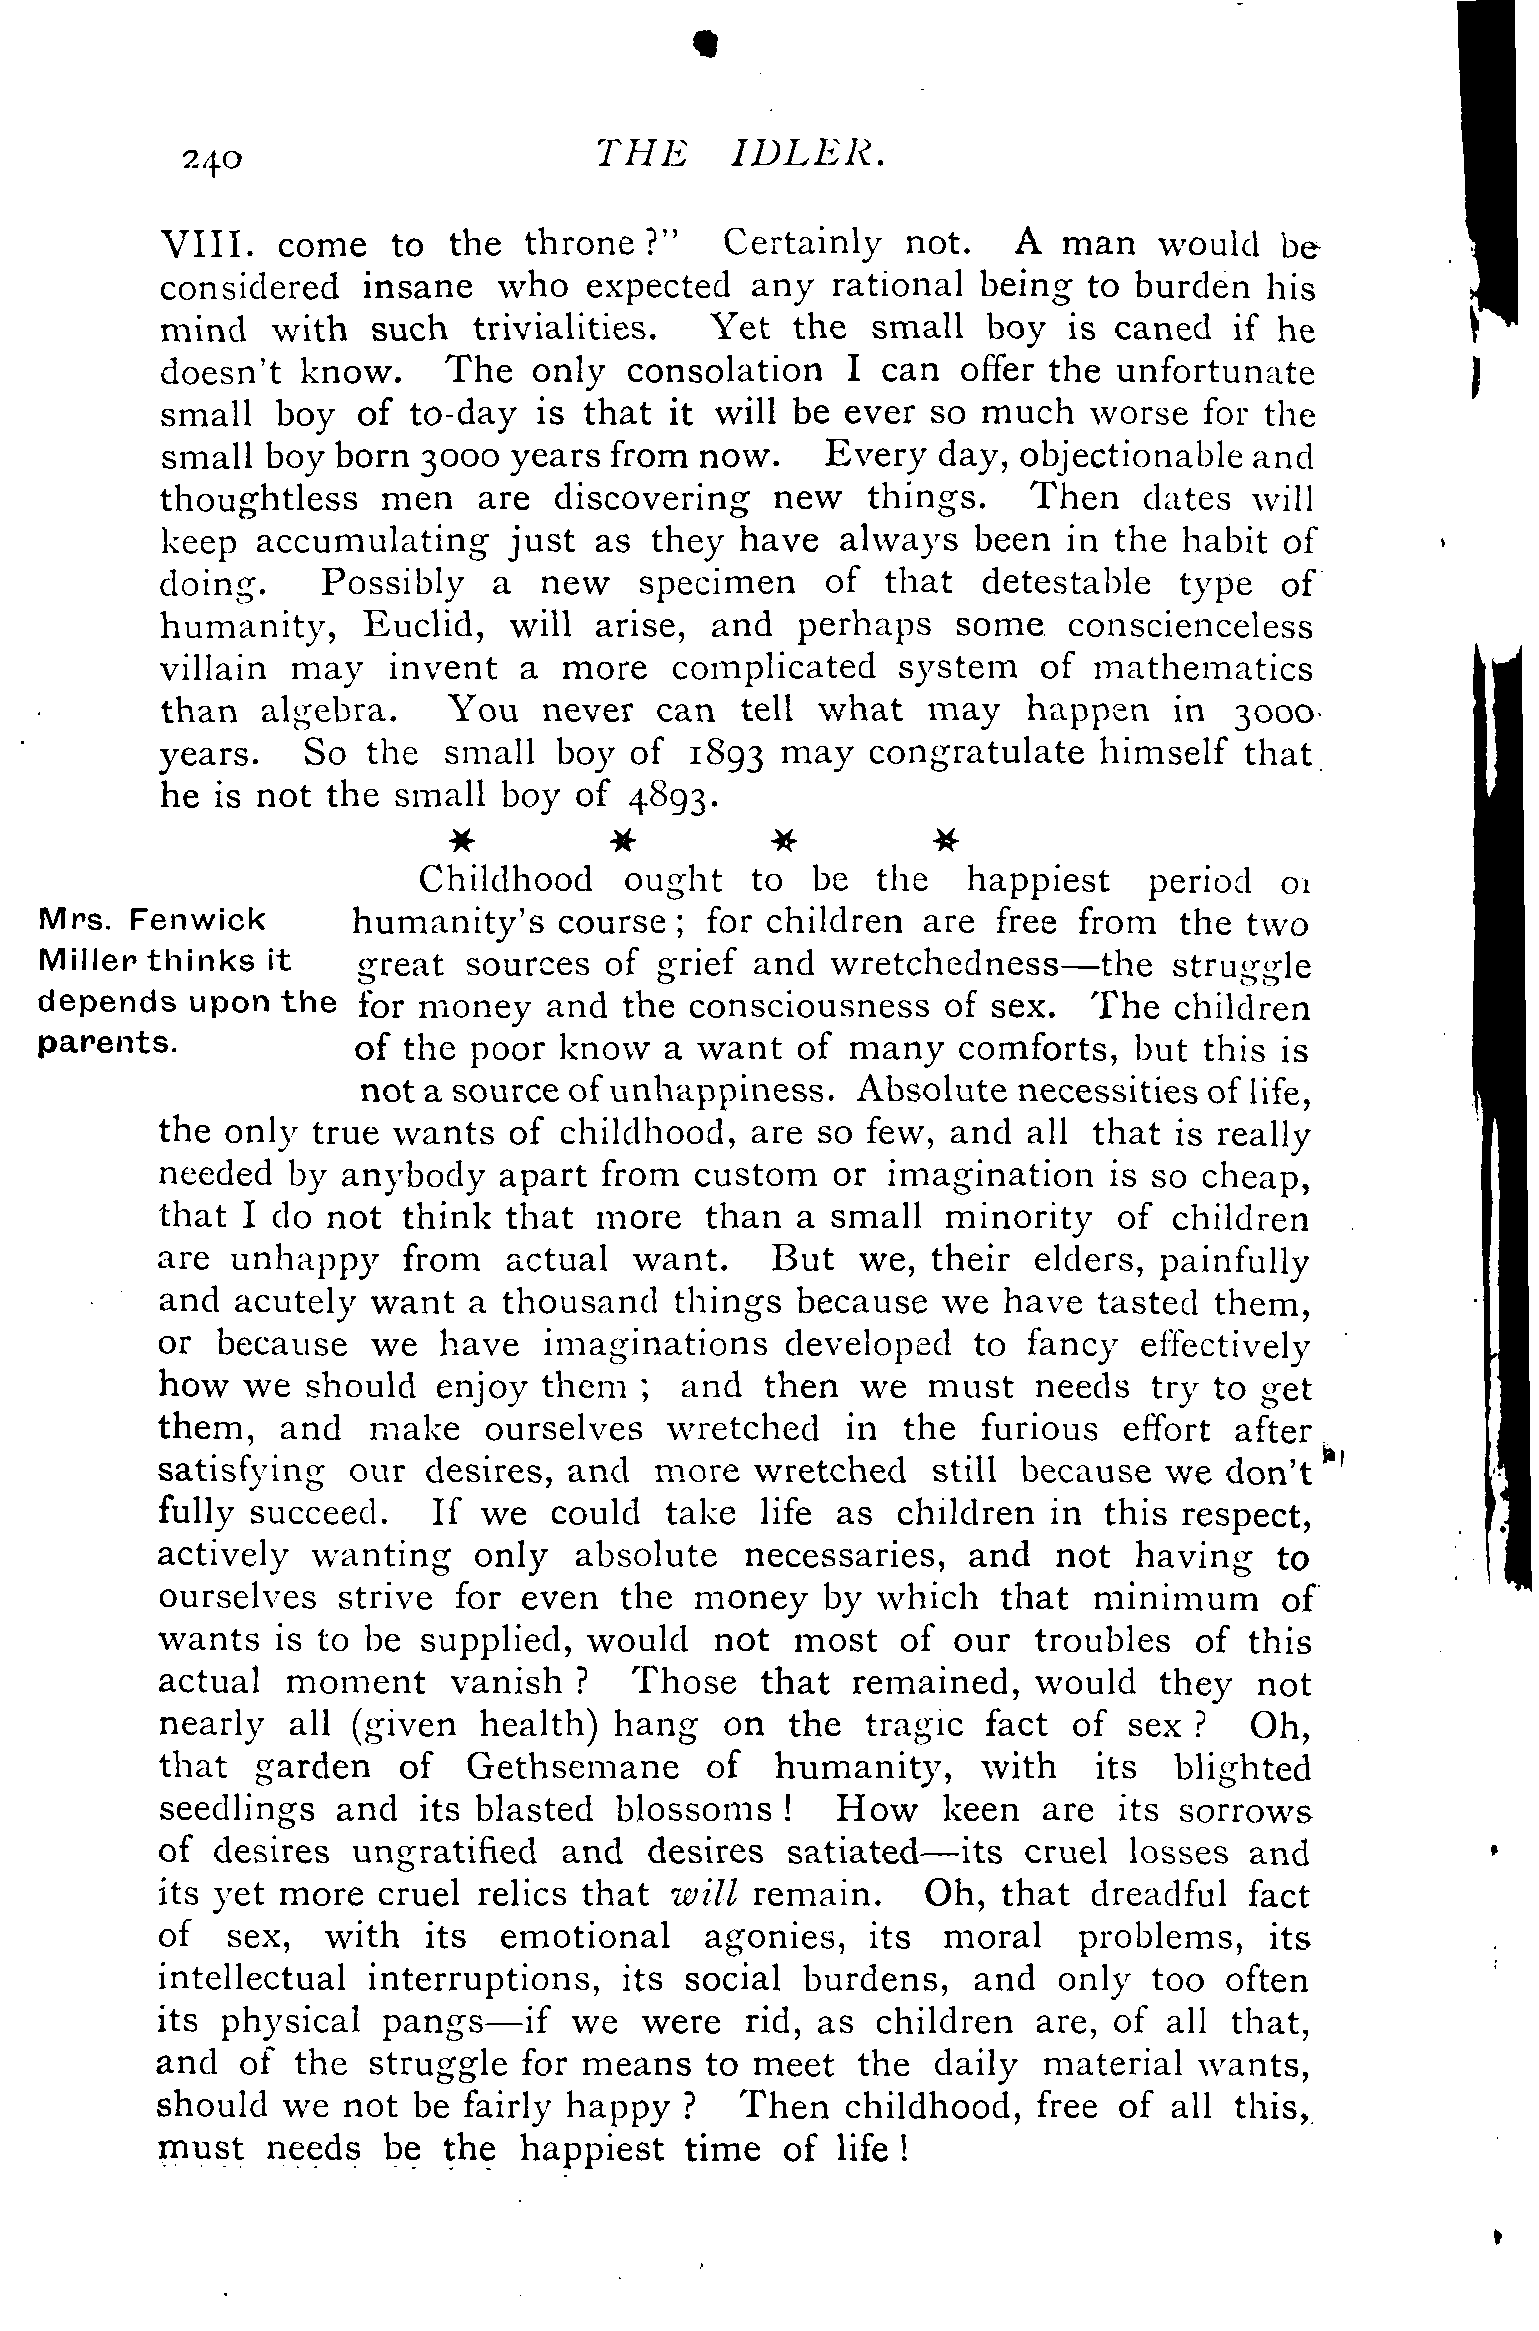 240 THE IDLER.
VIII. come to the throne?" Certainly not. A man would be
considered insane who expected any rational being to burden his
mind with such trivialities. Yet the small boy is caned if he
doesn't know. The only consolation I can offer the unfortunate
small boy of to-day is that it will be ever so much worse for the
small boy born 3000 years from now. Every day, objectionable and
thoughtless men are discovering new things. Then dates will
keep accumulating just as they have always been in the habit of
doing. Possibly a new specimen of that detestable type of
humanity, Euclid, will arise, and perhaps some conscienceless
villain may invent a more complicated system of mathematics
than algebra. You never can tell what may happen in 3000
years. So the small boy of 1893 may congratulate himself that
he is not the small boy of 4893.
* * * *
Mrs. Fenwick
Miller thinks it
depends upon the
parents.
Childhood ought to be the happiest period of
humanity's course; for children are free from the two
great sources of grief and wretchedness—the struggle
for money and the consciousness of sex. The children
of the poor know a want of many comforts, but this is
not a source of unhappiness. Absolute necessities of life,
the only true wants of childhood, are so few, and all that is really
needed by anybody apart from custom or imagination is so cheap,
that I do not think that more than a small minority of children
are unhappy from actual want. But we, their elders, painfully
and acutely want a thousand things because we have tasted them,
or because we have imaginations developed to fancy effectively
how we should enjoy them; and then we must needs try to get
them, and make ourselves wretched in the furious effort after
satisfying our desires, and more wretched still because we don't
fully succeed. If we could take life as children in this respect,
actively wanting only absolute necessaries, and not having to
ourselves strive for even the money by which that minimum of
wants is to be supplied, would not most of our troubles of this
actual moment vanish? Those that remained, would they not
nearly all (given health) hang on the tragic fact of sex? Oh,
that garden of Gethsemane of humanity, with its blighted
seedlings and its blasted blossoms! How keen are its sorrows
of desires ungratified and desires satiated—its cruel losses and
its yet more cruel relics that will remain. Oh, that dreadful fact
of sex, with its emotional agonies, its moral problems, its
intellectual interruptions, its social burdens, and only too often
its physical pangs—if we were rid, as children are, of all that,
and of the struggle for means to meet the daily material wants,
should we not be fairly happy? Then childhood, free of all this,
must needs be the happiest time of life!